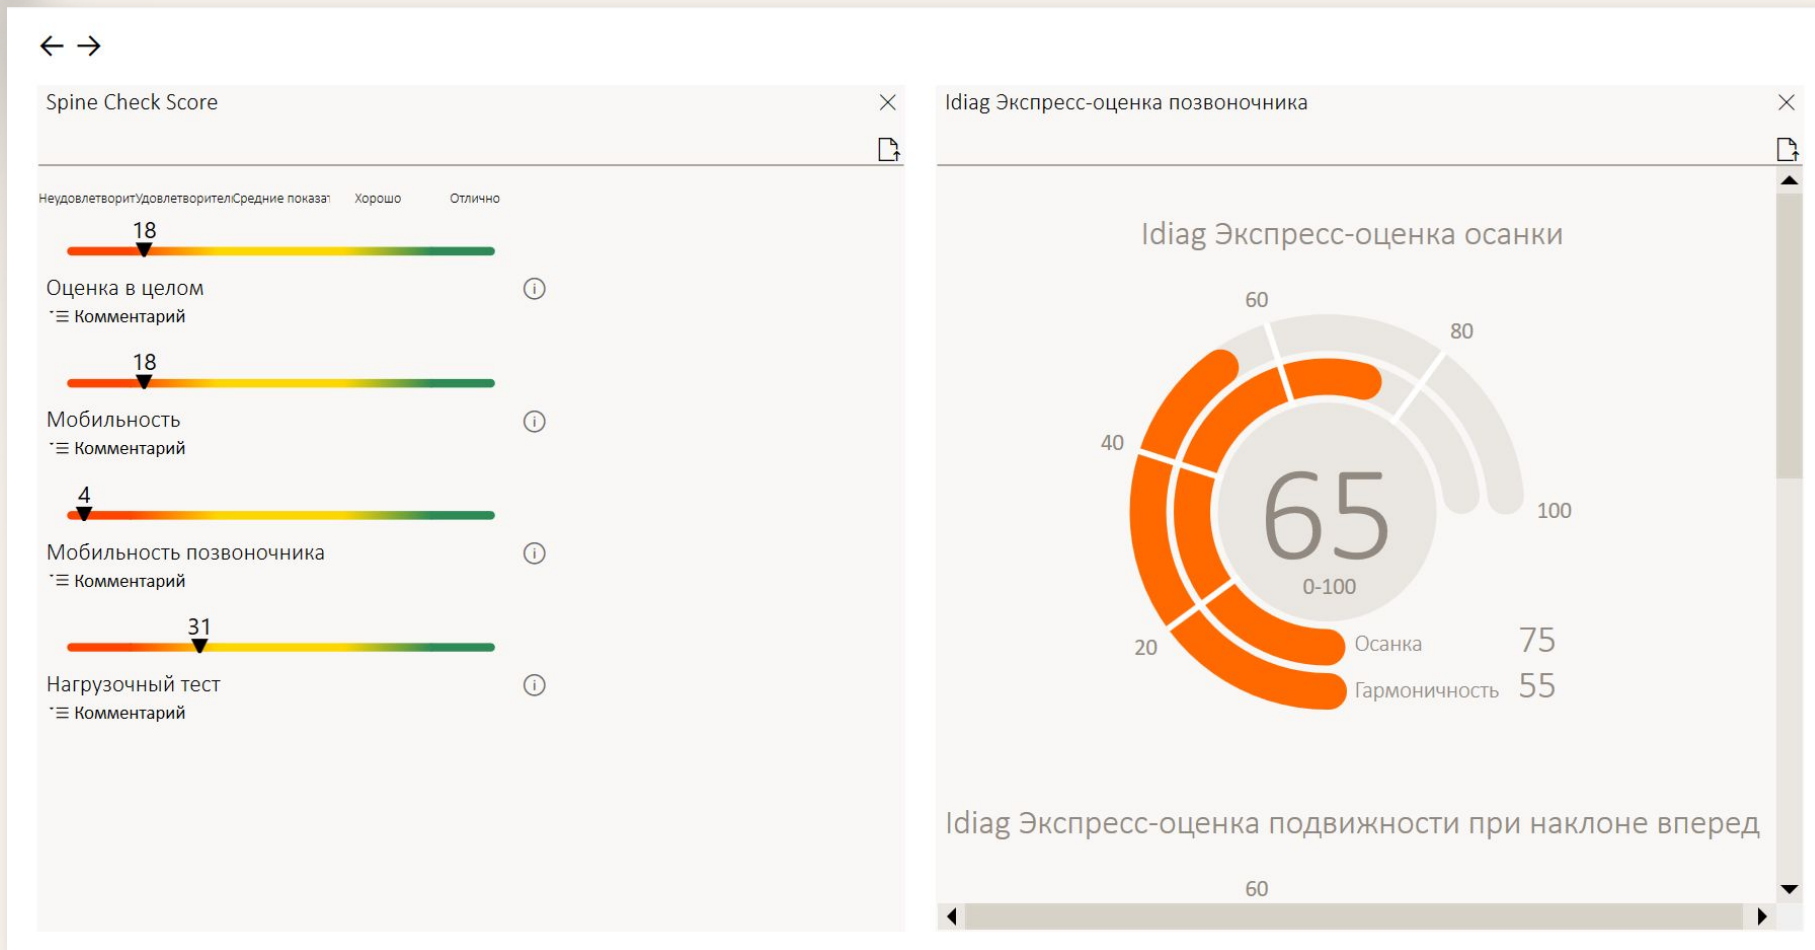 Spine Check Score
Неудовлетворит Удовлетворител Средние показат Хорошо Отлично
18
Оценка в целом
Комментарий
18
Мобильность
Комментарий
4
Мобильность позвоночника
Комментарий
31
Нагрузочный тест
Комментарий
Idiag Экспресс-оценка позвоночника
Idiag Экспресс-оценка осанки
60
80
40
100
65
0-100
20
Осанка 75
Гармоничность 55
Idiag Экспресс-оценка подвижности при наклоне вперед
60